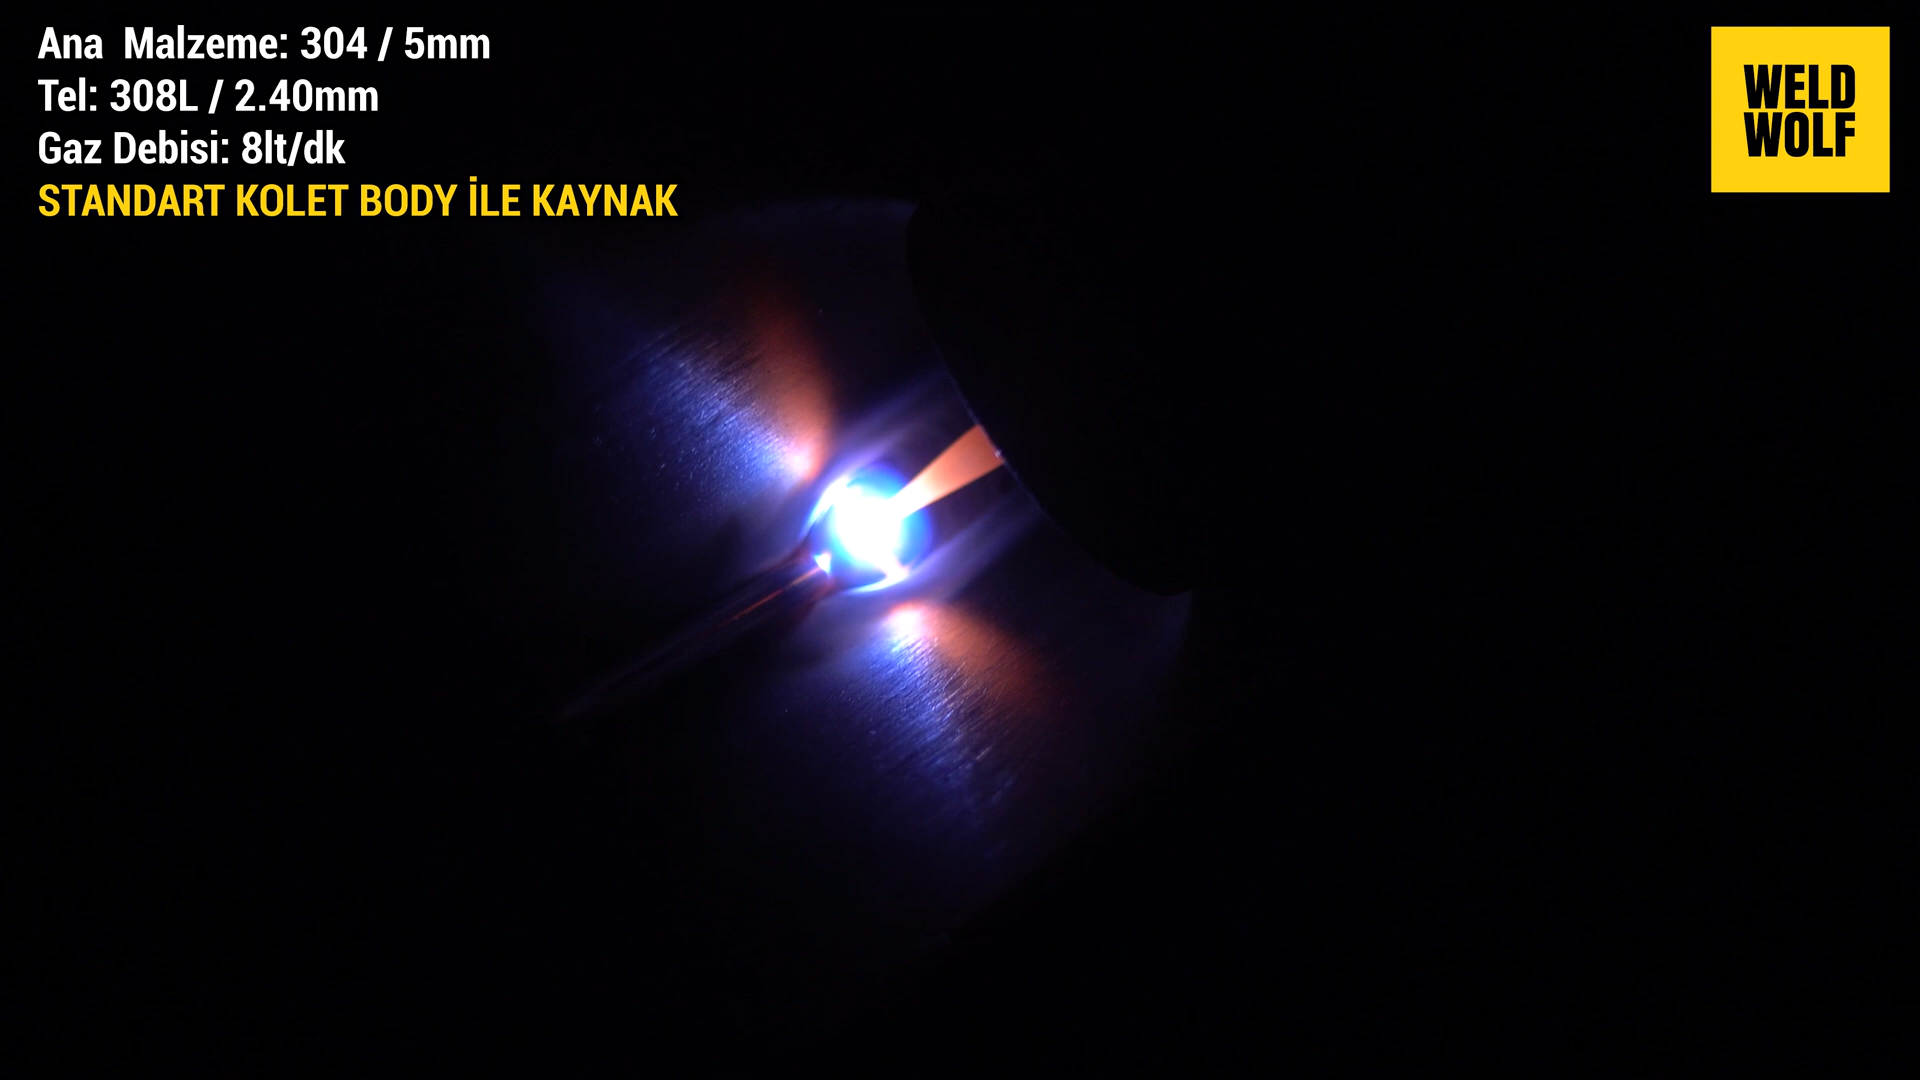 Ana Malzeme: 304 / 5mm
Tel: 308L / 2.40mm
Gaz Debisi: 8lt/dk
STANDART KOLET BODY İLE KAYNAK
WELD
WOLF